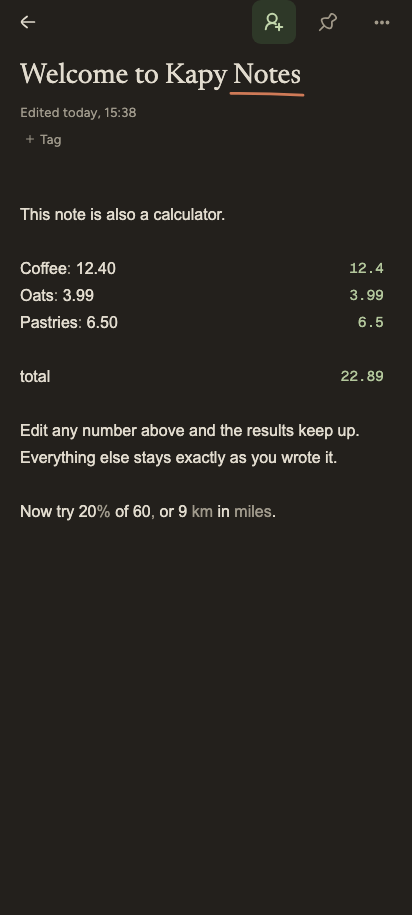 Welcome to Kapy Notes
Edited today, 15:38
+ Tag
This note is also a calculator.
Coffee: 12.40 12.4
Oats: 3.99 3.99
Pastries: 6.50 6.5
total 22.89
Edit any number above and the results keep up.
Everything else stays exactly as you wrote it.
Now try 20% of 60, or 9 km in miles.